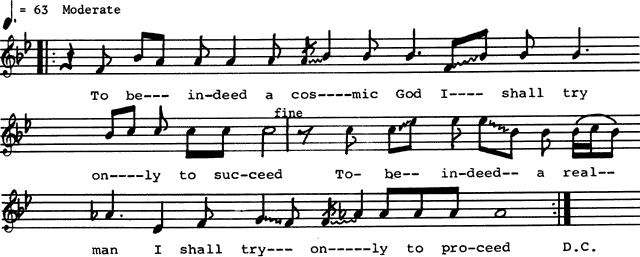 ♩. = 63 Moderate
To be--- in-deed a cos----mic God I---- shall try
fine
on-----ly to suc-ceed To- be-- in-deed-- a real--
man I shall try--- on-----ly to pro-ceed D.C.